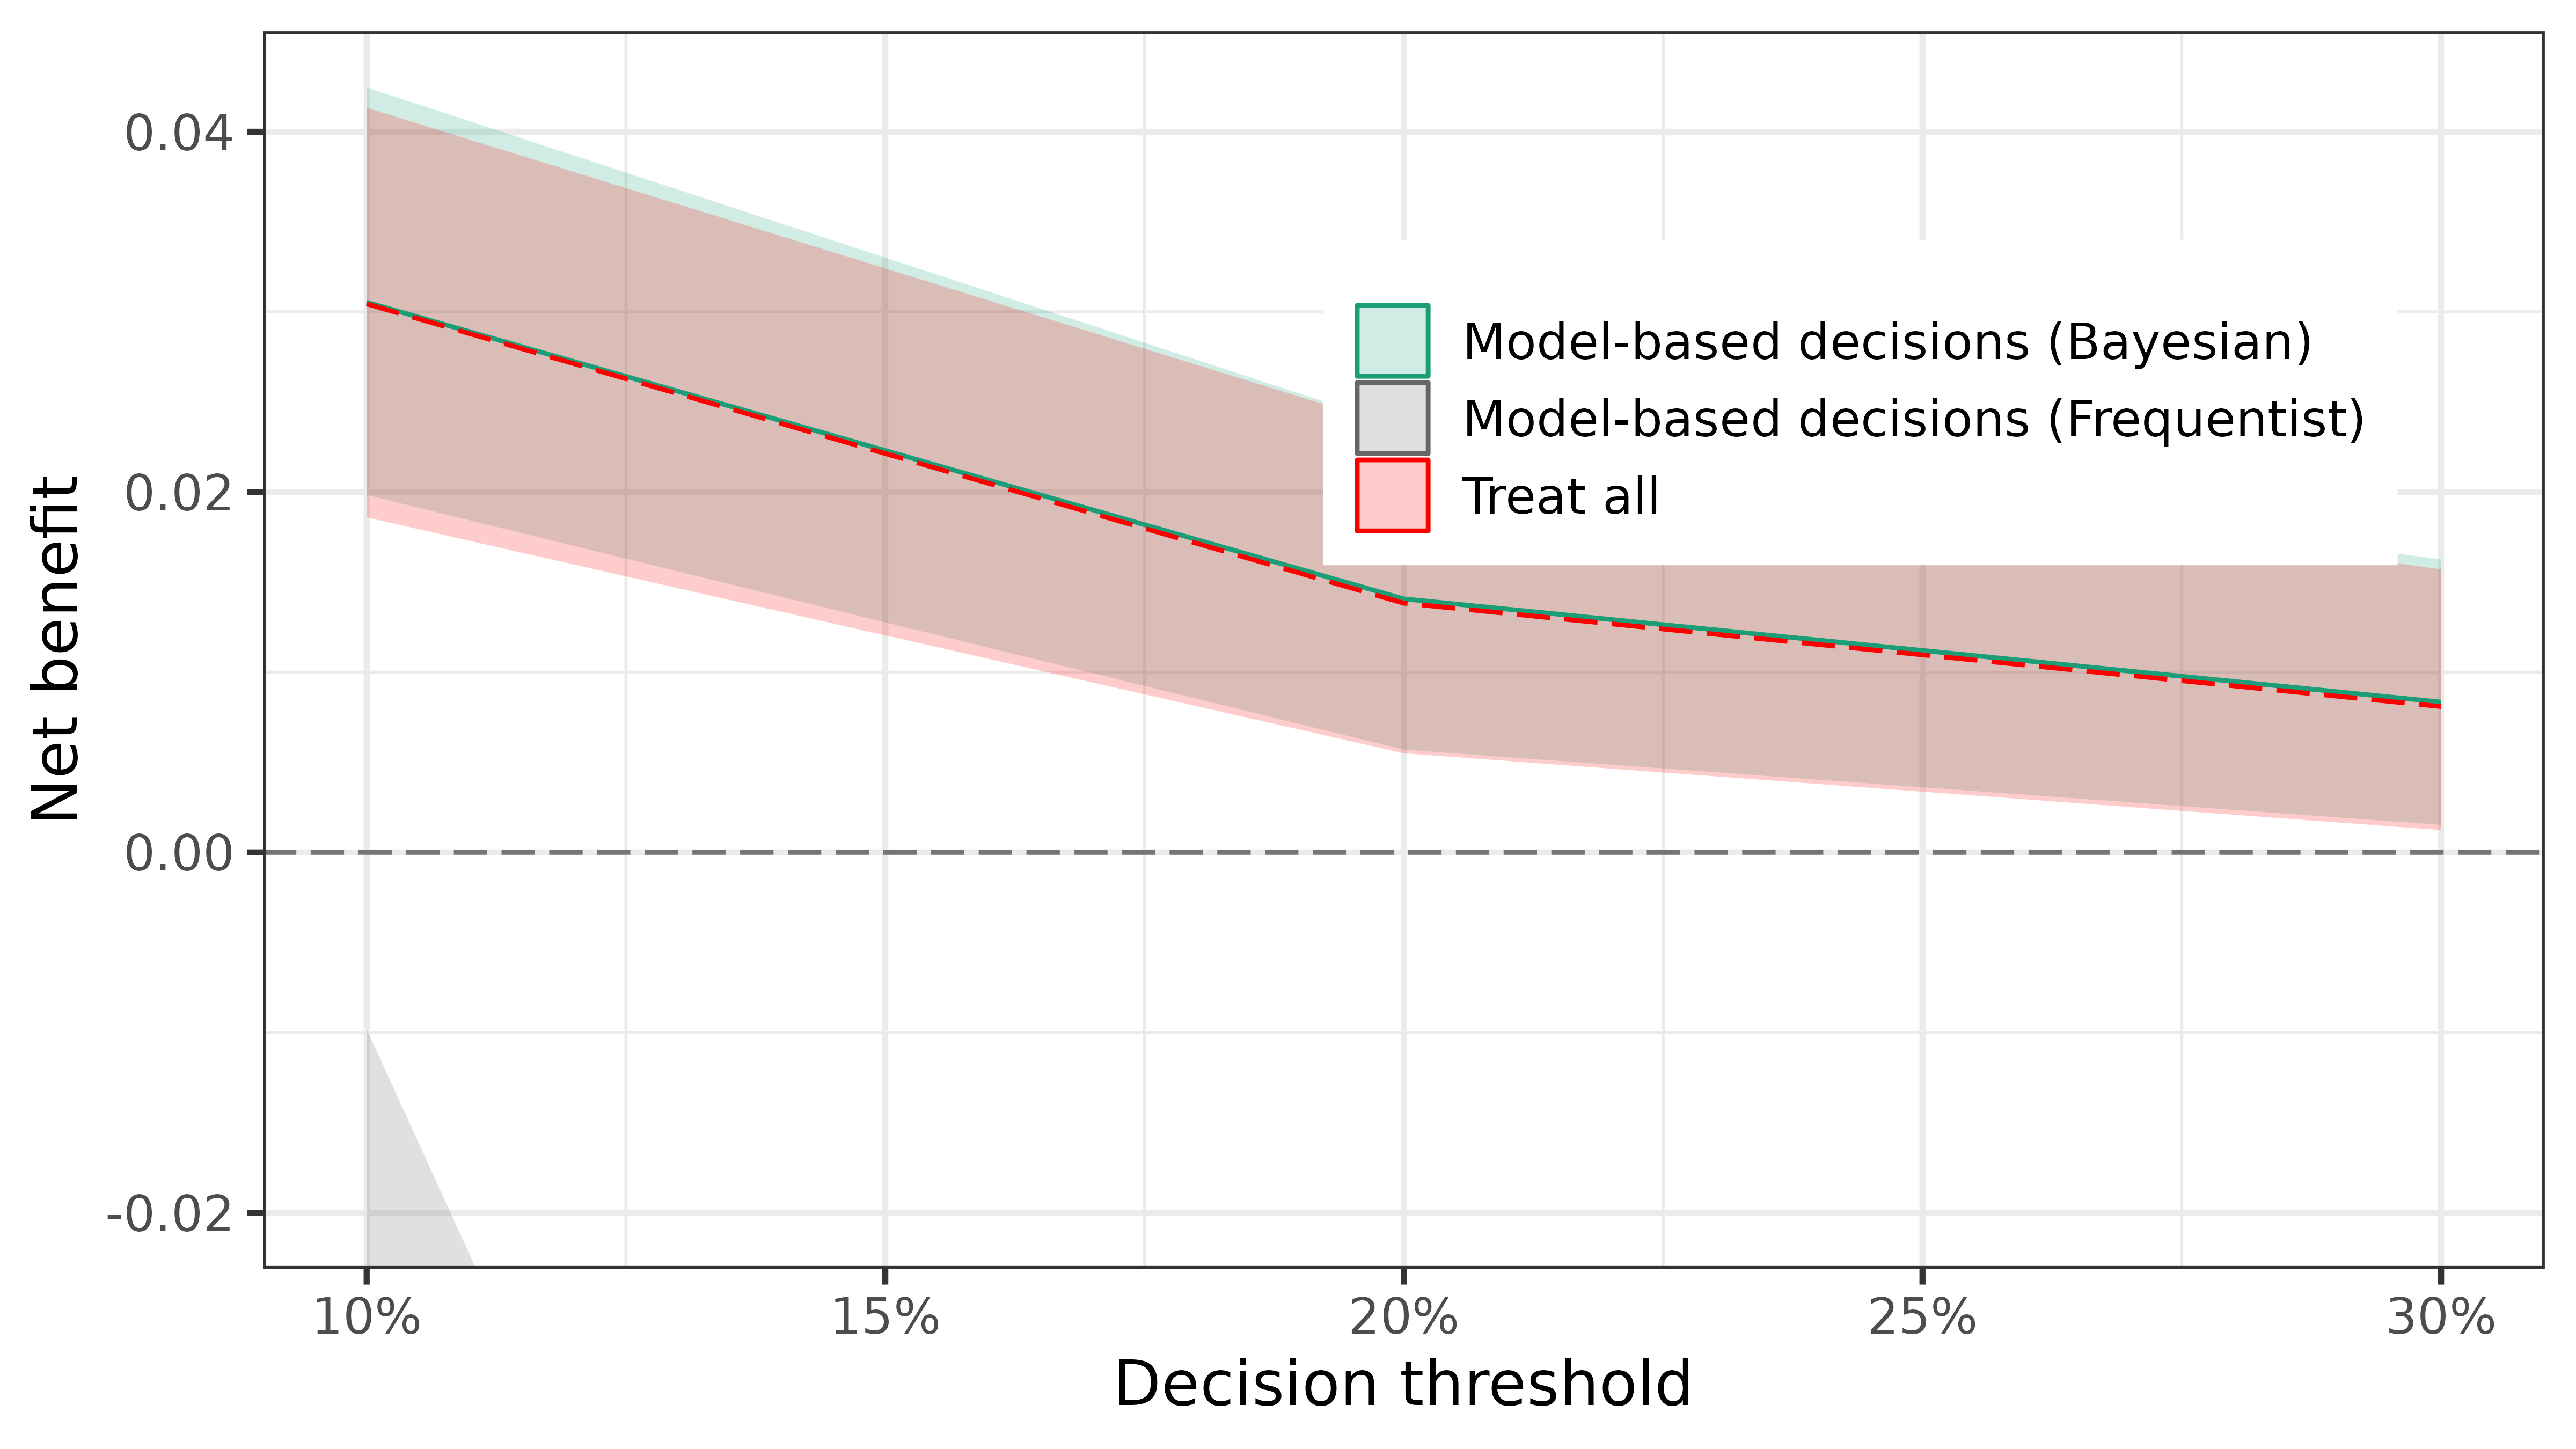 Net benefit
0.04
0.02
0.00
-0.02
Model-based decisions (Bayesian)
Model-based decisions (Frequentist)
Treat all
10% 15% 20% 25% 30%
Decision threshold